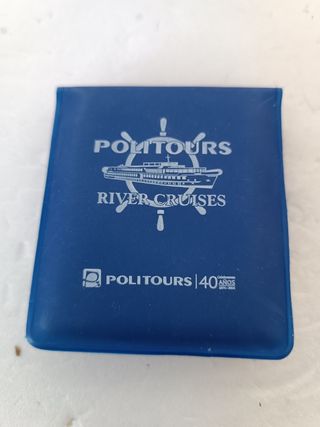 POLITOURS
RIVER CRUISES
POLITOURS | 40 AÑOS